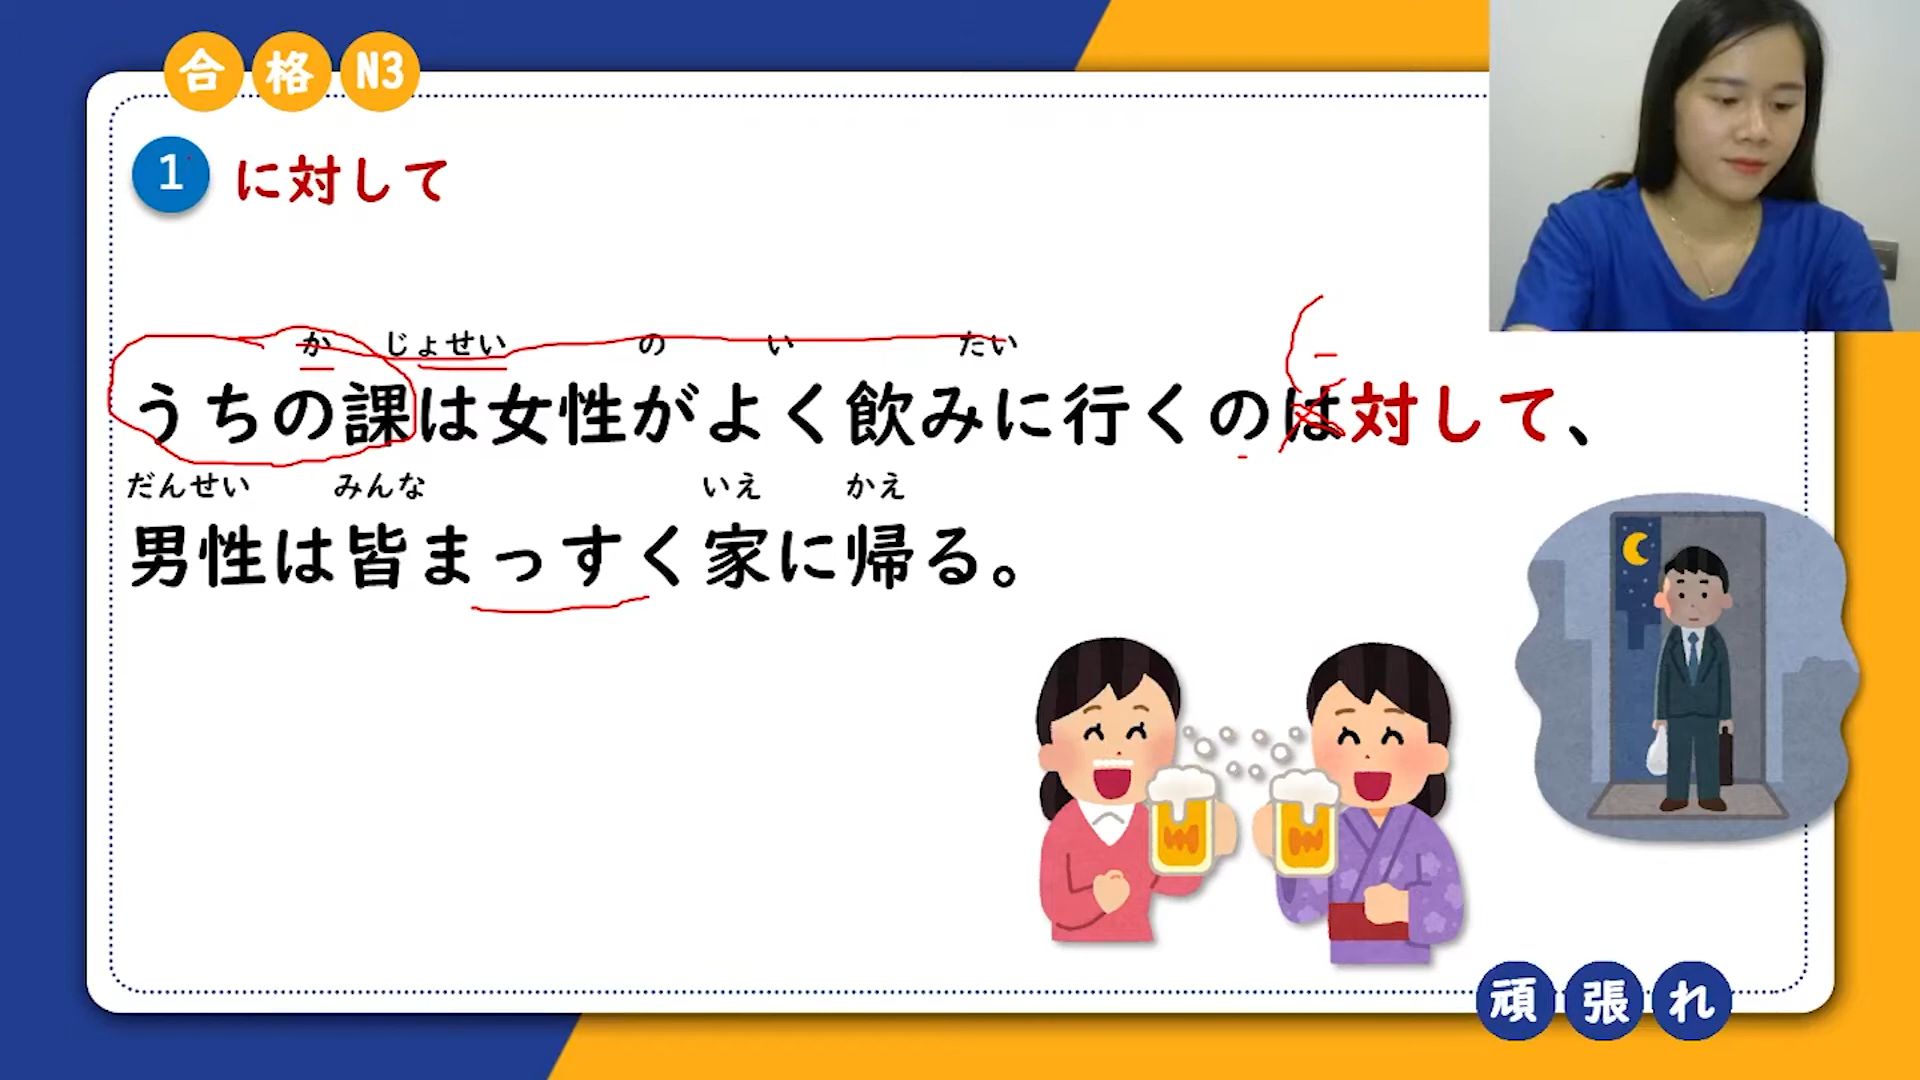 合格N3
1 に対して
か じょせい の い たい
うちの課は女性がよく飲みに行くのは対して、
だんせい みんな いえ かえ
男性は皆まっすく家に帰る。
頑張れ